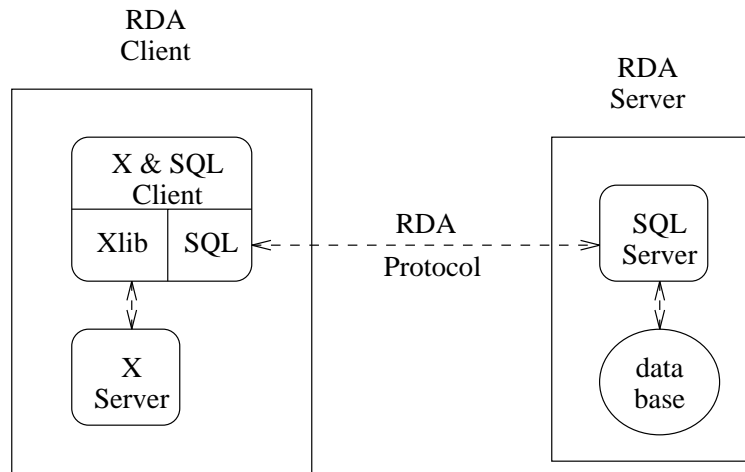 RDA
Client
X & SQL
Client
Xlib
SQL
X
Server
RDA
Protocol
RDA
Server
SQL
Server
data
base